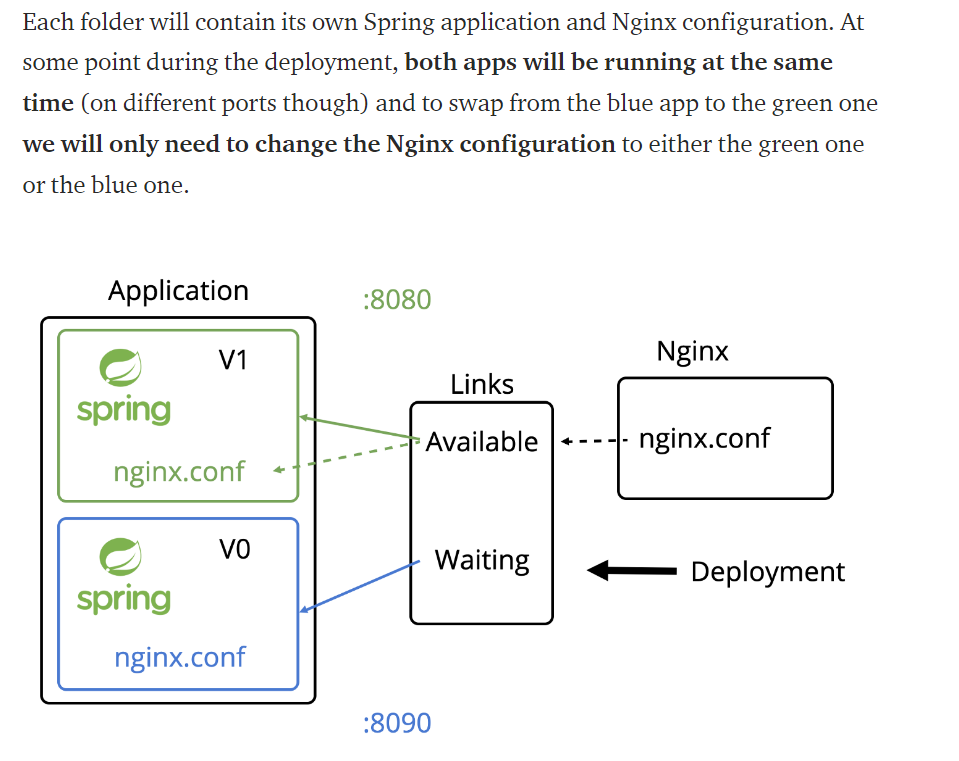 Each folder will contain its own Spring application and Nginx configuration. At
some point during the deployment, both apps will be running at the same
time (on different ports though) and to swap from the blue app to the green one
we will only need to change the Nginx configuration to either the green one
or the blue one.
Application
:8080
V1
spring
nginx.conf
V0
spring
nginx.conf
:8090
Links
Available
Waiting
Nginx
nginx.conf
Deployment